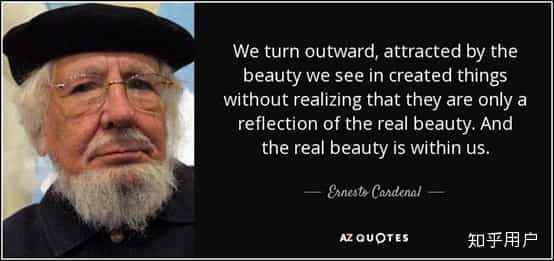 We turn outward, attracted by the
beauty we see in created things
without realizing that they are only a
reflection of the real beauty. And
the real beauty is within us.
Ernesto Cardenal
AZ QUOTES
知乎用户